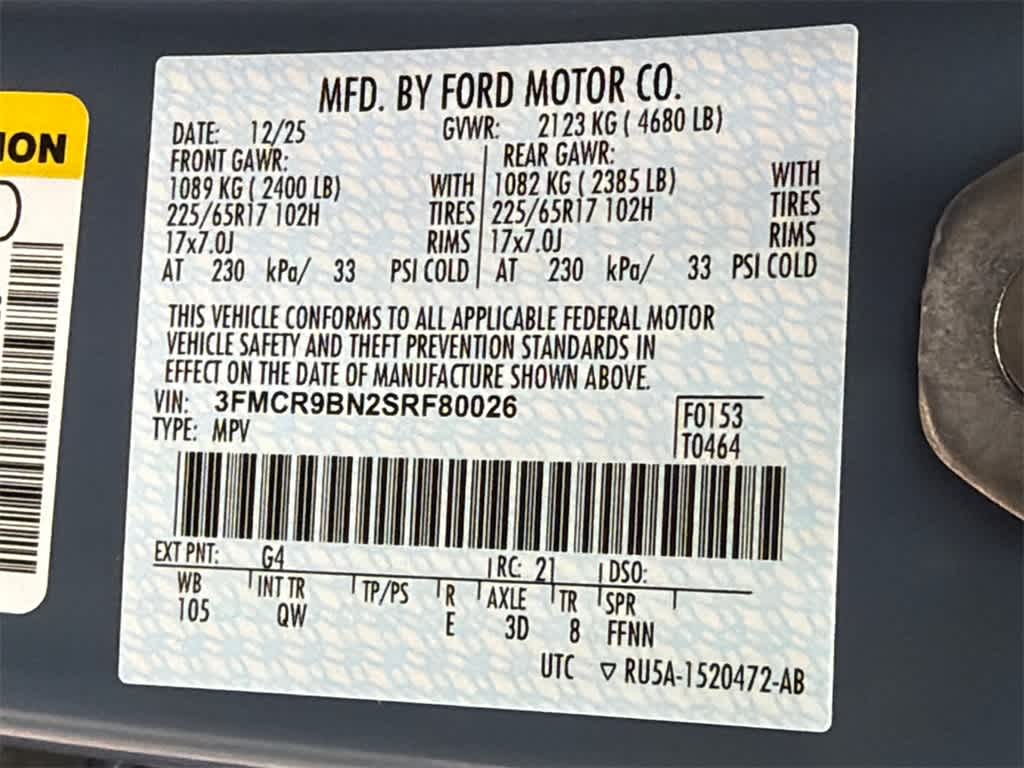 ION
MFD. BY FORD MOTOR CO.
DATE: 12/25 GVWR: 2123 KG ( 4680 LB)
FRONT GAWR: REAR GAWR:
1089 KG ( 2400 LB) WITH 1082 KG ( 2385 LB) WITH
225/65R17 102H TIRES 225/65R17 102H TIRES
17x7.0J RIMS 17x7.0J RIMS
AT 230 kPa/ 33 PSI COLD AT 230 kPa/ 33 PSI COLD
THIS VEHICLE CONFORMS TO ALL APPLICABLE FEDERAL MOTOR
VEHICLE SAFETY AND THEFT PREVENTION STANDARDS IN
EFFECT ON THE DATE OF MANUFACTURE SHOWN ABOVE.
VIN: 3FMCR9BN2SRF80026 F0153
TYPE: MPV T0464
EXT PNT: G4 RC: 21 DSO:
WB INT TR TP/PS R AXLE TR SPR
105 QW E 3D 8 FFNN
UTC ▽ RU5A-1520472-AB